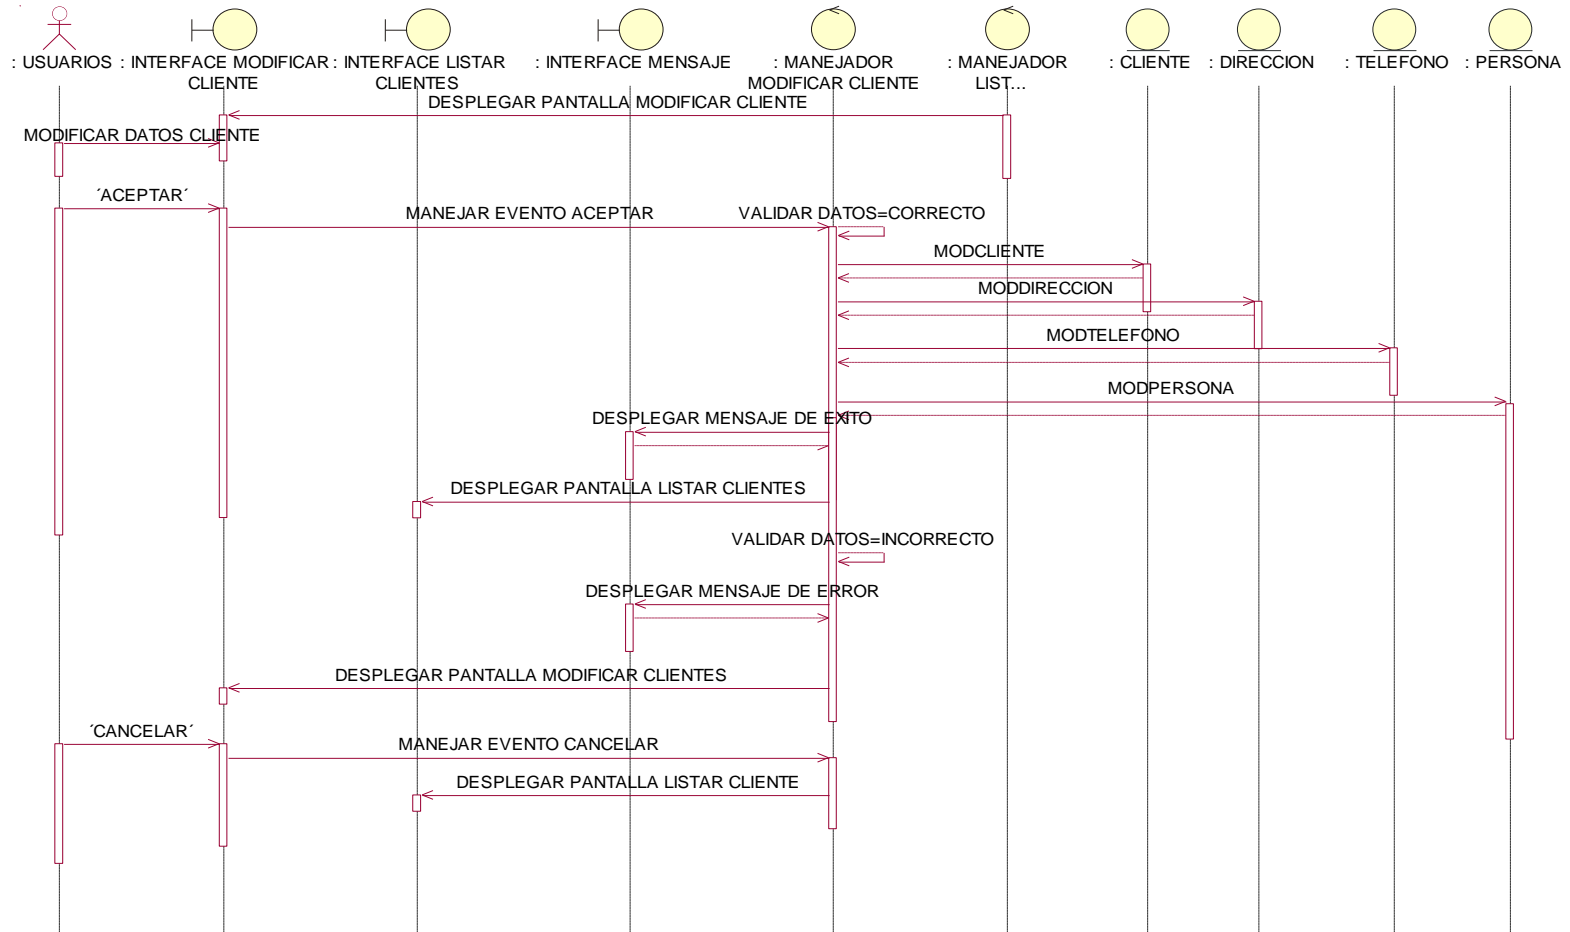 : USUARIOS
: INTERFACE MODIFICAR
CLIENTE
: INTERFACE LISTAR
CLIENTES
: INTERFACE MENSAJE
: MANEJADOR
MODIFICAR CLIENTE
: MANEJADOR
LIST...
: CLIENTE
: DIRECCION
: TELEFONO
: PERSONA
DESPLEGAR PANTALLA MODIFICAR CLIENTE
MODIFICAR DATOS CLIENTE
´ACEPTAR´
MANEJAR EVENTO ACEPTAR
VALIDAR DATOS=CORRECTO
MODCLIENTE
MODDIRECCION
MODTELEFONO
MODPERSONA
DESPLEGAR MENSAJE DE EXITO
DESPLEGAR PANTALLA LISTAR CLIENTES
VALIDAR DATOS=INCORRECTO
DESPLEGAR MENSAJE DE ERROR
DESPLEGAR PANTALLA MODIFICAR CLIENTES
´CANCELAR´
MANEJAR EVENTO CANCELAR
DESPLEGAR PANTALLA LISTAR CLIENTE